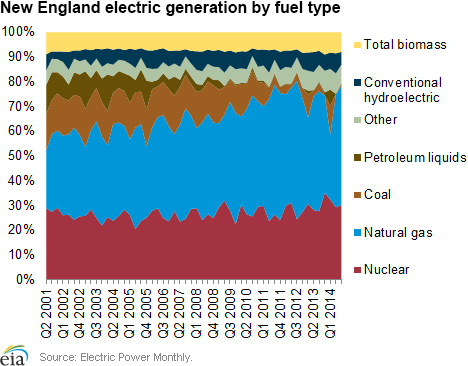 New England electric generation by fuel type
100%
90%
80%
70%
60%
50%
40%
30%
20%
10%
0%
Q2 2001
Q1 2002
Q4 2002
Q3 2003
Q2 2004
Q1 2005
Q4 2005
Q3 2006
Q2 2007
Q1 2008
Q4 2008
Q3 2009
Q2 2010
Q1 2011
Q4 2011
Q3 2012
Q2 2013
Q1 2014
Total biomass
Conventional
hydroelectric
Other
Petroleum liquids
Coal
Natural gas
Nuclear
eia
Source: Electric Power Monthly.